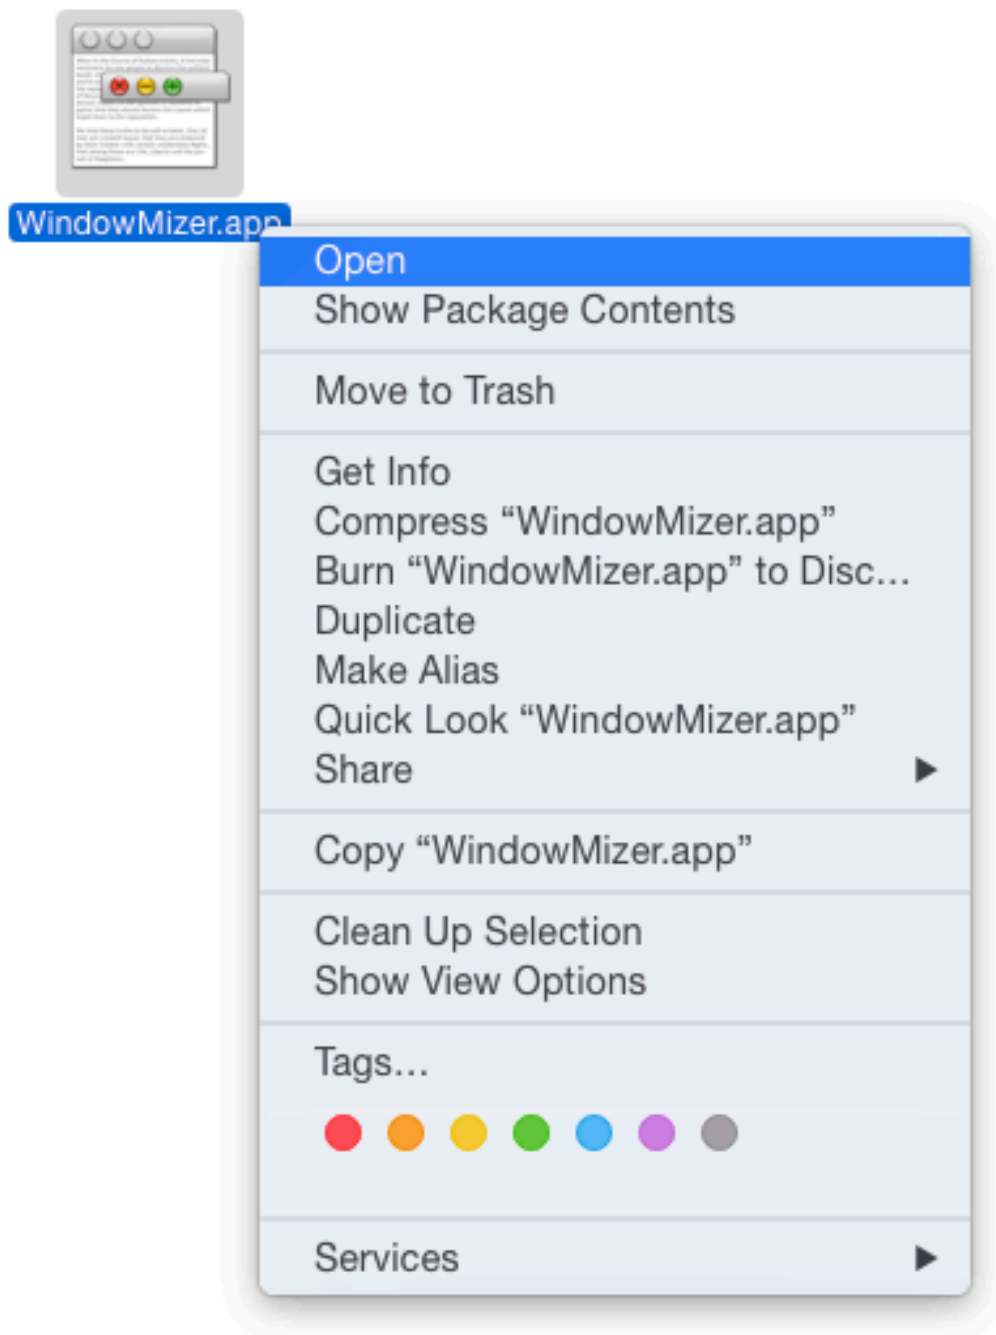 WindowMizer.app
Open
Show Package Contents
Move to Trash
Get Info
Compress “WindowMizer.app”
Burn “WindowMizer.app” to Disc...
Duplicate
Make Alias
Quick Look “WindowMizer.app”
Share
Copy “WindowMizer.app”
Clean Up Selection
Show View Options
Tags...
Services